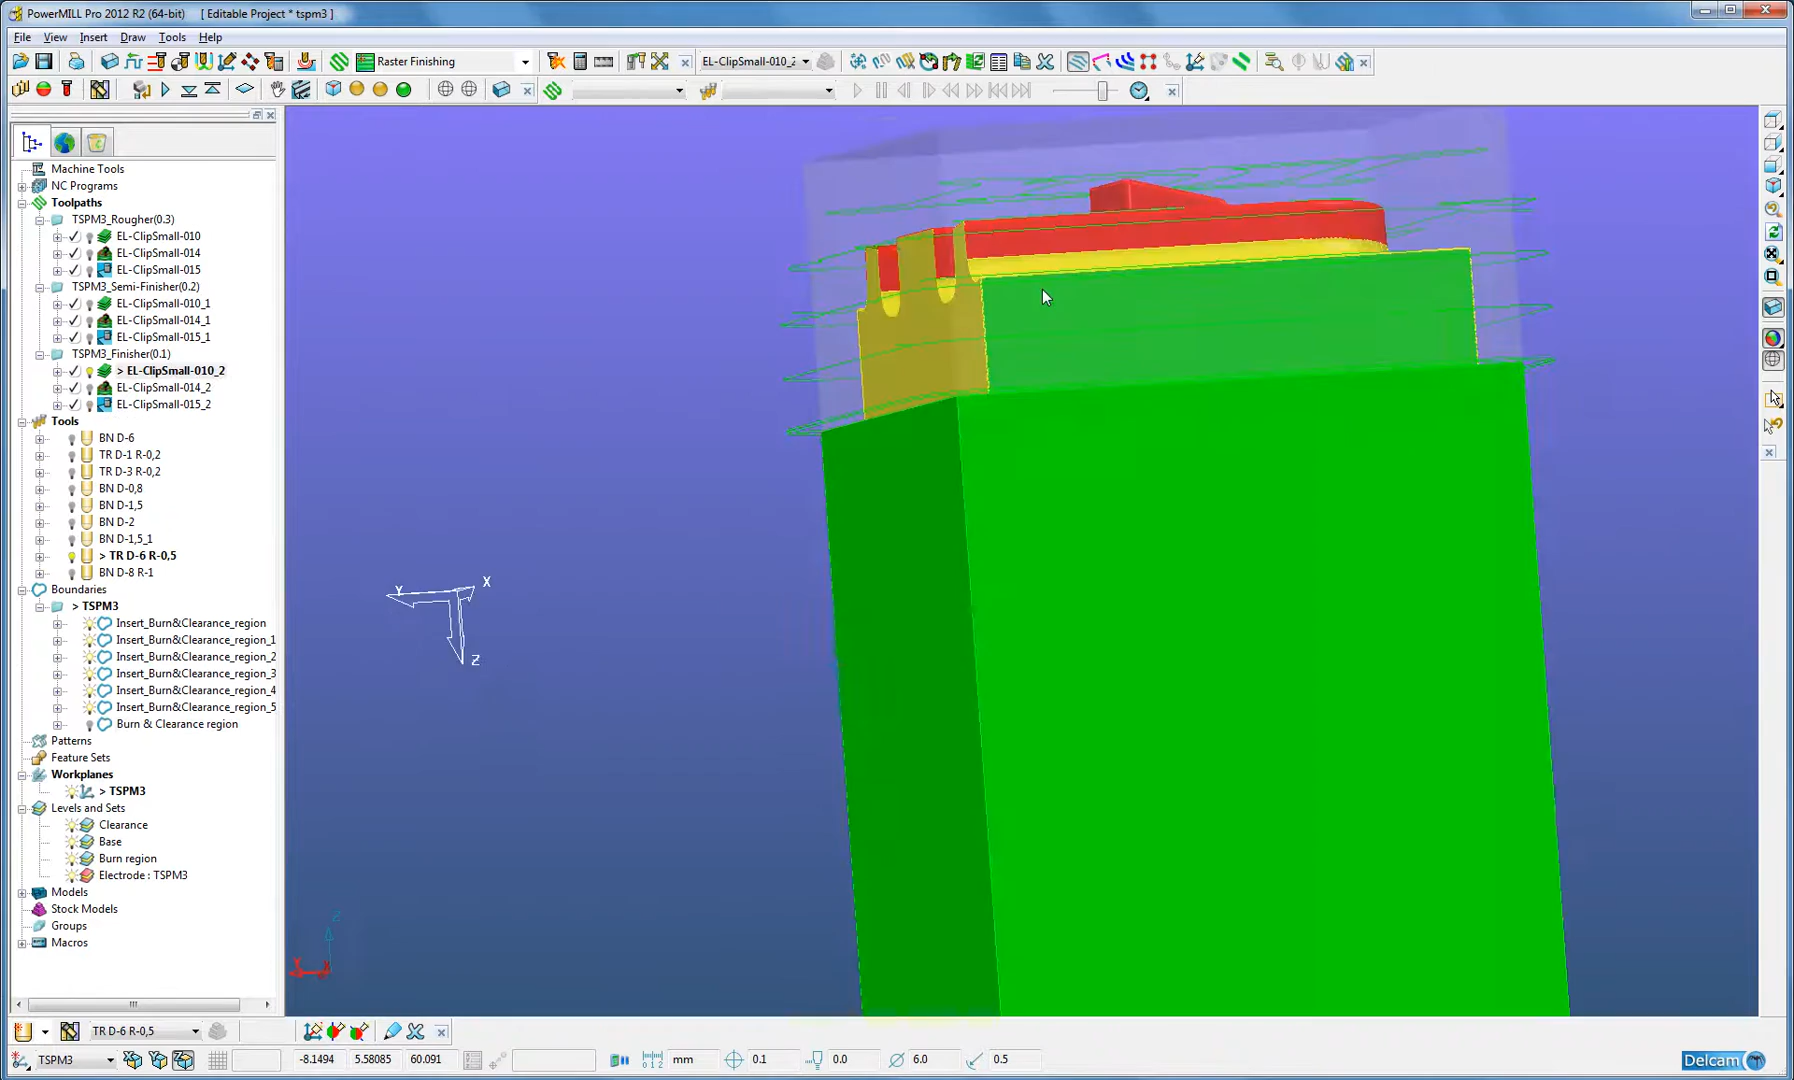 PowerMILL Pro 2012 R2 (64-bit)    [ Editable Project * tspm3 ]
File View Insert Draw Tools Help
Raster Finishing
EL-ClipSmall-010_2
Machine Tools
NC Programs
Toolpaths
TSPM3_Rougher(0.3)
EL-ClipSmall-010
EL-ClipSmall-014
EL-ClipSmall-015
TSPM3_Semi-Finisher(0.2)
EL-ClipSmall-010_1
EL-ClipSmall-014_1
EL-ClipSmall-015_1
TSPM3_Finisher(0.1)
> EL-ClipSmall-010_2
EL-ClipSmall-014_2
EL-ClipSmall-015_2
Tools
BN D-6
TR D-1 R-0,2
TR D-3 R-0,2
BN D-0,8
BN D-1,5
BN D-2
BN D-1,5_1
> TR D-6 R-0,5
BN D-8 R-1
Boundaries
> TSPM3
Insert_Burn&Clearance_region
Insert_Burn&Clearance_region_1
Insert_Burn&Clearance_region_2
Insert_Burn&Clearance_region_3
Insert_Burn&Clearance_region_4
Insert_Burn&Clearance_region_5
Burn & Clearance region
Patterns
Feature Sets
Workplanes
> TSPM3
Levels and Sets
Clearance
Base
Burn region
Electrode : TSPM3
Models
Stock Models
Groups
Macros
Y X
Z
Z
Y X
TR D-6 R-0,5
TSPM3 -8.1494 5.58085 60.091 mm 0.1 0.0 6.0 0.5
Delcam